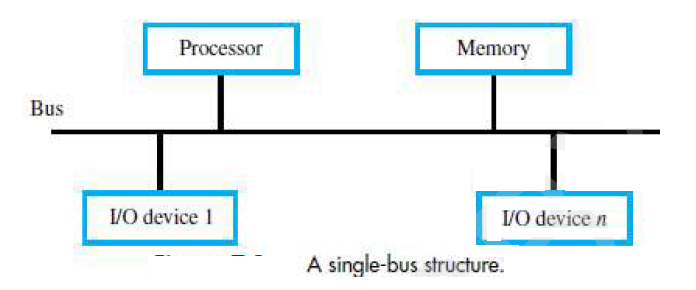 Processor
Memory
Bus
I/O device 1
I/O device n
A single-bus structure.